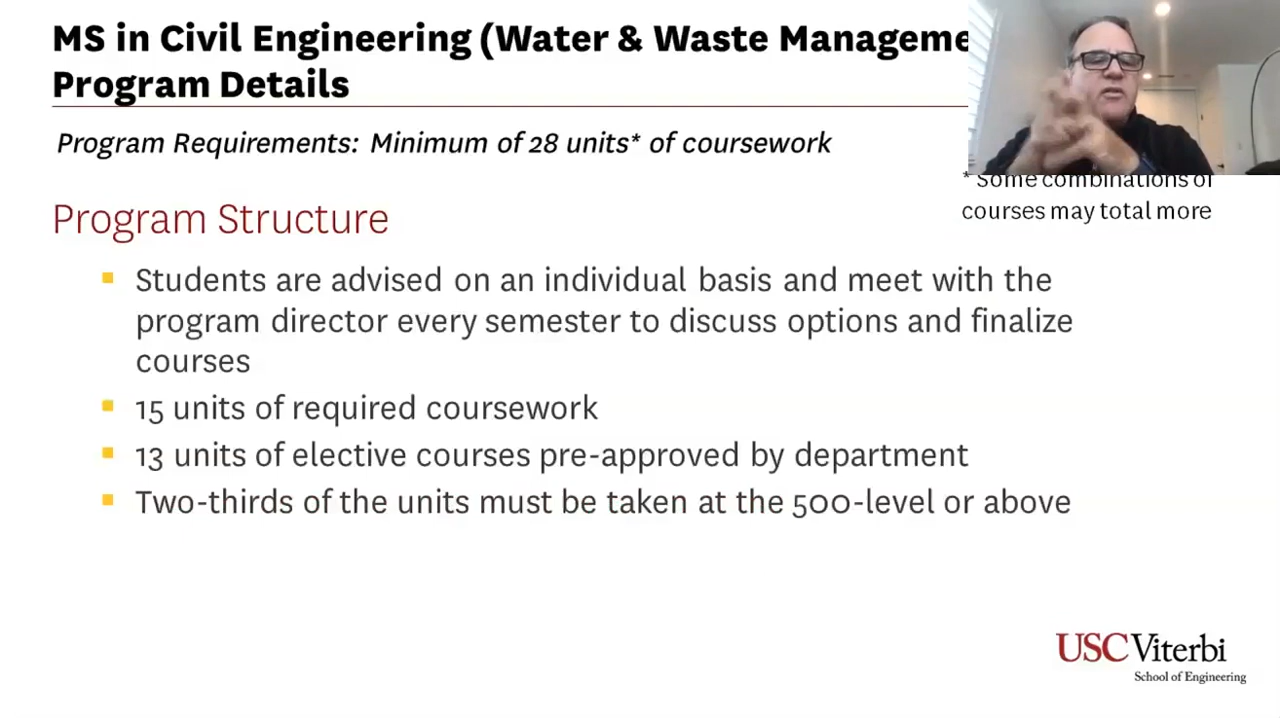 MS in Civil Engineering (Water & Waste
Program Details
Program Requirements: Minimum of 28 units* of coursework
* Some combinations of
courses may total more
Program Structure
Students are advised on an individual basis and meet with the
program director every semester to discuss options and finalize
courses
15 units of required coursework
13 units of elective courses pre-approved by department
Two-thirds of the units must be taken at the 500-level or above
USC Viterbi
School of Engineering